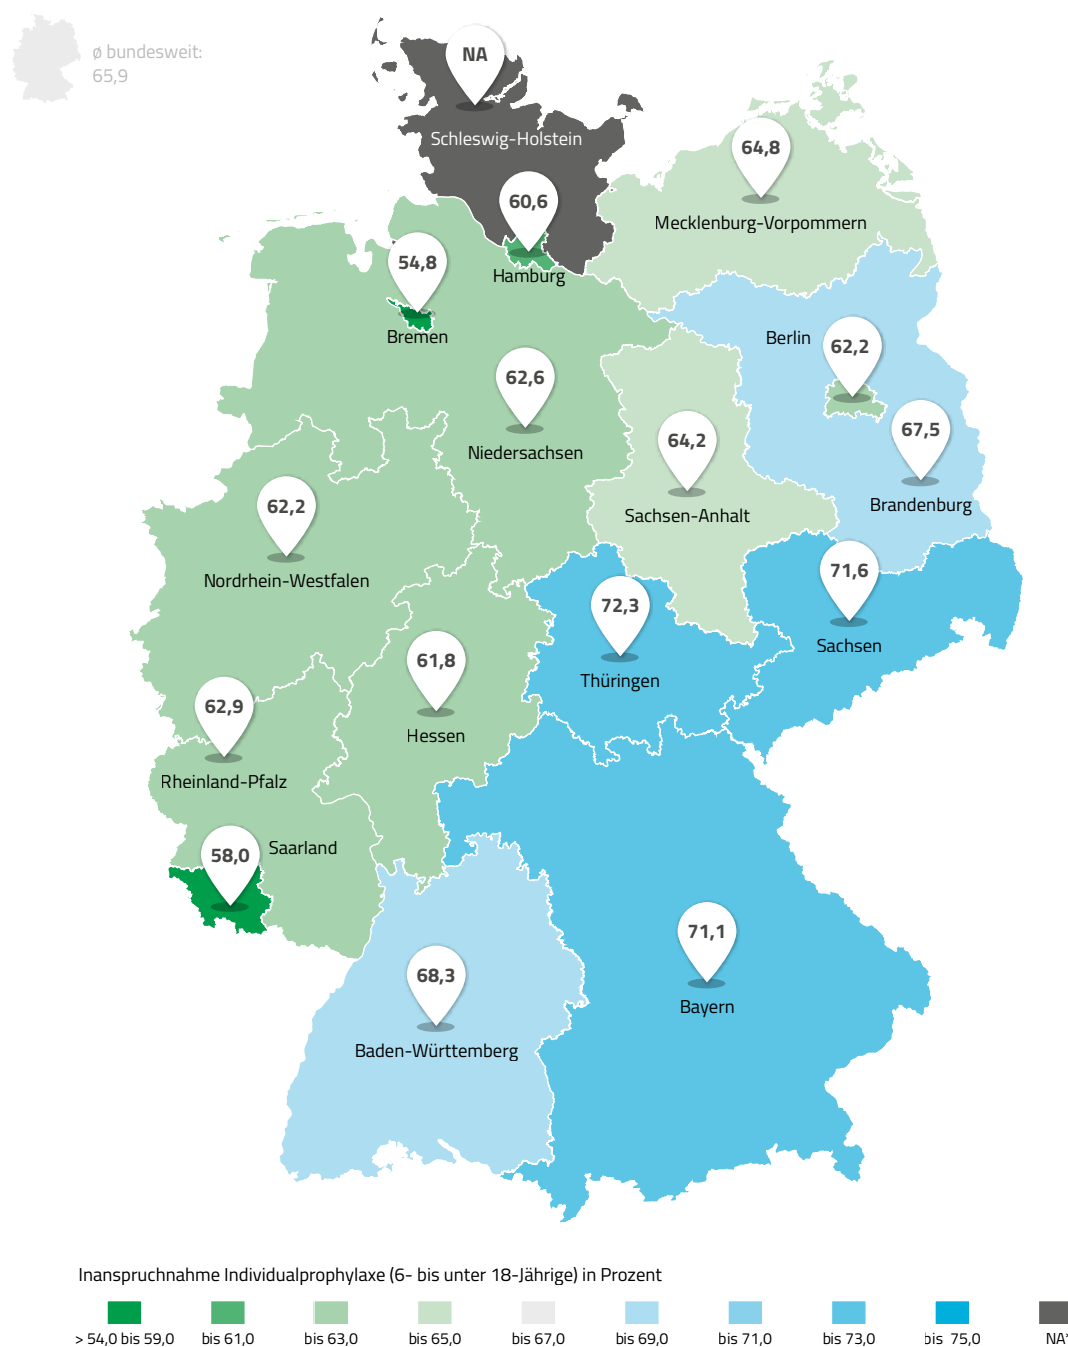 ø bundesweit:
65,9
NA
Schleswig-Holstein
64,8
Mecklenburg-Vorpommern
60,6
Hamburg
54,8
Bremen
Berlin
62,2
62,6
Niedersachsen
67,5
Brandenburg
64,2
Sachsen-Anhalt
62,2
Nordrhein-Westfalen
71,6
Sachsen
72,3
Thüringen
61,8
Hessen
62,9
Rheinland-Pfalz
58,0
Saarland
71,1
Bayern
68,3
Baden-Württemberg
Inanspruchnahme Individualprophylaxe (6- bis unter 18-Jährige) in Prozent
> 54,0 bis 59,0 bis 61,0 bis 63,0 bis 65,0 bis 67,0 bis 69,0 bis 71,0 bis 73,0 bis 75,0 NA*